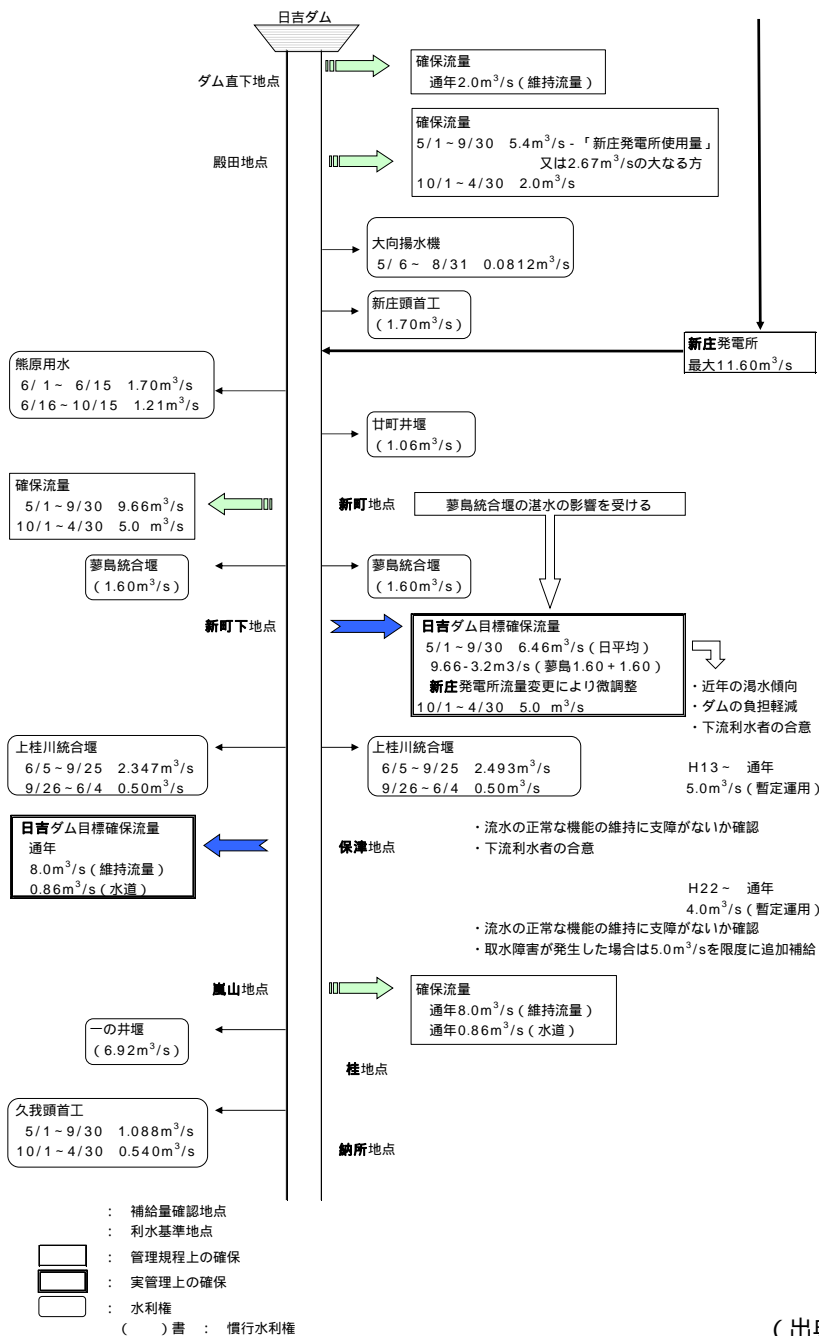 日吉ダム
ダム直下地点
確保流量
通年2.0m³/s(維持流量)
殿田地点
確保流量
5/1~9/30 5.4m³/s-「新庄発電所使用量」
又は2.67m³/sの大なる方
10/1~4/30 2.0m³/s
大向揚水機
5/ 6~ 8/31 0.0812m³/s
新庄頭首工
(1.70m³/s)
新庄発電所
最大11.60m³/s
熊原用水
6/ 1~ 6/15 1.70m³/s
6/16~10/15 1.21m³/s
廿町井堰
(1.06m³/s)
確保流量
5/1~9/30 9.66m³/s
10/1~4/30 5.0 m³/s
新町地点
蓼島統合堰の湛水の影響を受ける
蓼島統合堰
(1.60m³/s)
蓼島統合堰
(1.60m³/s)
新町下地点
日吉ダム目標確保流量
5/1~9/30 6.46m³/s(日平均)
9.66-3.2m3/s(蓼島1.60+1.60)
新庄発電所流量変更により微調整
10/1~4/30 5.0 m³/s
・近年の渇水傾向
・ダムの負担軽減
・下流利水者の合意
上桂川統合堰
6/5~9/25 2.347m³/s
9/26~6/4 0.50m³/s
上桂川統合堰
6/5~9/25 2.493m³/s
9/26~6/4 0.50m³/s
H13~ 通年
5.0m³/s(暫定運用)
日吉ダム目標確保流量
通年
8.0m³/s(維持流量)
0.86m³/s(水道)
保津地点
・流水の正常な機能の維持に支障がないか確認
・下流利水者の合意
H22~ 通年
4.0m³/s(暫定運用)
・流水の正常な機能の維持に支障がないか確認
・取水障害が発生した場合は5.0m³/sを限度に追加補給
嵐山地点
確保流量
通年8.0m³/s(維持流量)
通年0.86m³/s(水道)
一の井堰
(6.92m³/s)
桂地点
久我頭首工
5/1~9/30 1.088m³/s
10/1~4/30 0.540m³/s
納所地点
: 補給量確認地点
: 利水基準地点
: 管理規程上の確保
: 実管理上の確保
: 水利権
( )書 : 慣行水利権
(出